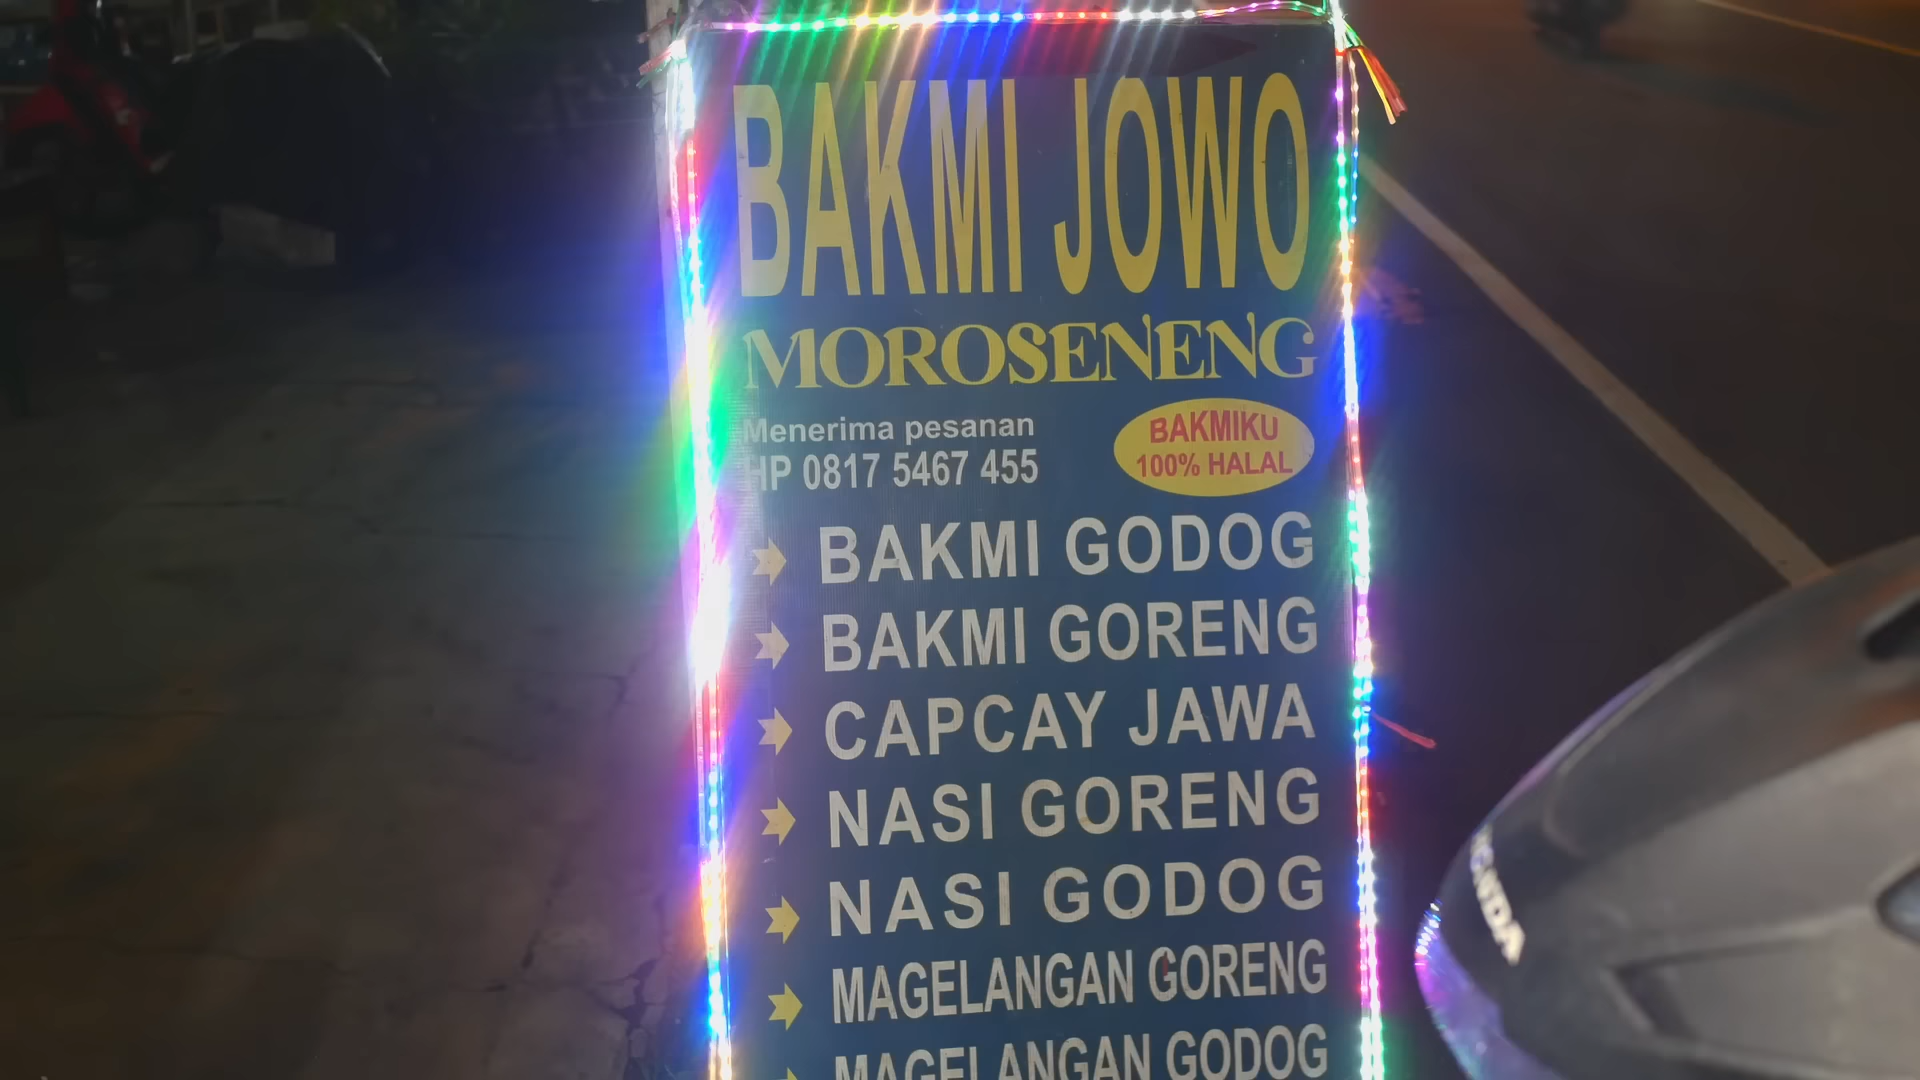 BAKMI JOWO
MOROSENENG
Menerima pesanan
HP 0817 5467 455
BAKMIKU
100% HALAL
BAKMI GODOG
BAKMI GORENG
CAPCAY JAWA
NASI GORENG
NASI GODOG
MAGELANGAN GORENG
MAGELANGAN GODOG
HONDA